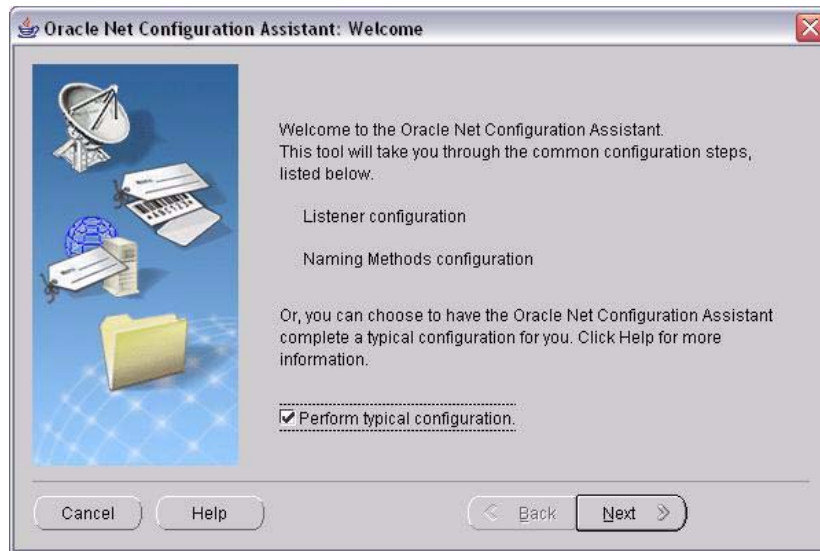 Oracle Net Configuration Assistant: Welcome
Welcome to the Oracle Net Configuration Assistant.
This tool will take you through the common configuration steps,
listed below.
Listener configuration
Naming Methods configuration
Or, you can choose to have the Oracle Net Configuration Assistant
complete a typical configuration for you. Click Help for more
information.
Perform typical configuration.
Cancel
Help
Back
Next